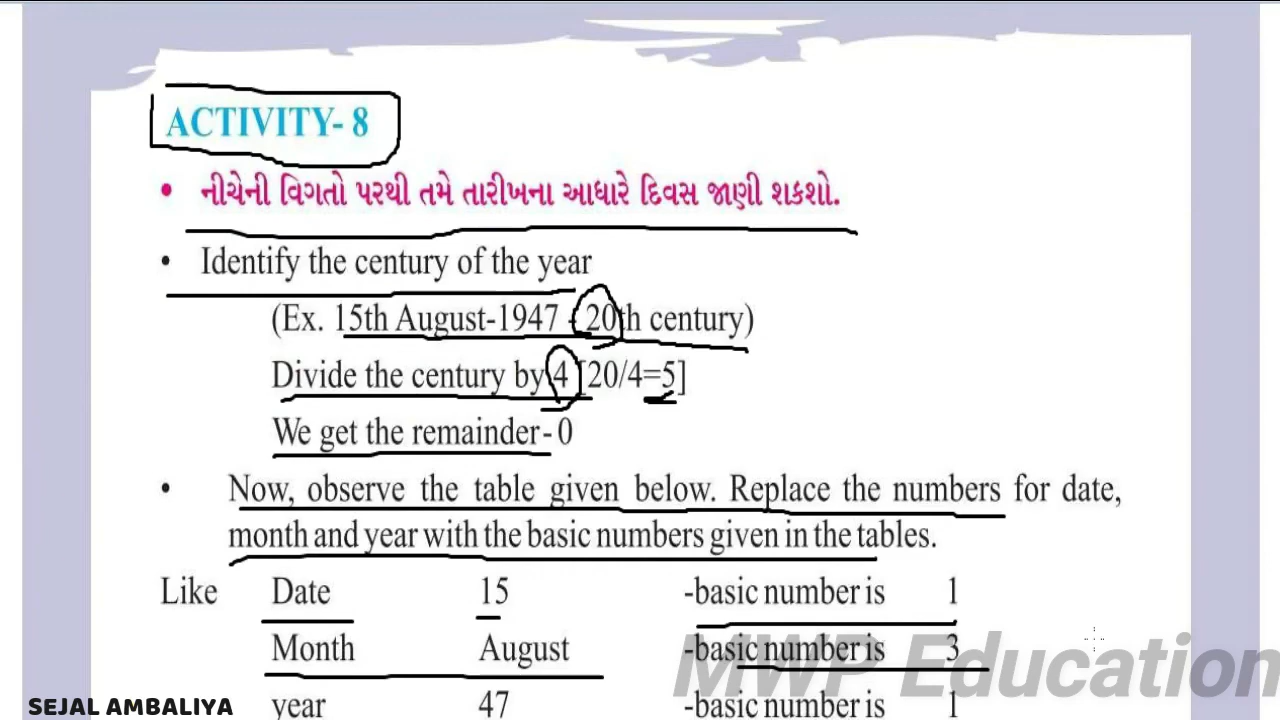 ACTIVITY- 8
• નીચેની વિગતો પરથી તમે તારીખના આધારે દિવસ જાણી શકશો.
• Identify the century of the year
(Ex. 15th August-1947 - 20th century)
Divide the century by 4 [20/4=5]
We get the remainder- 0
• Now, observe the table given below. Replace the numbers for date,
month and year with the basic numbers given in the tables.
Like Date 15 -basic number is 1
Month August -basic number is 3
year 47 -basic number is 1
MWP Education
SEJAL AMBALIYA